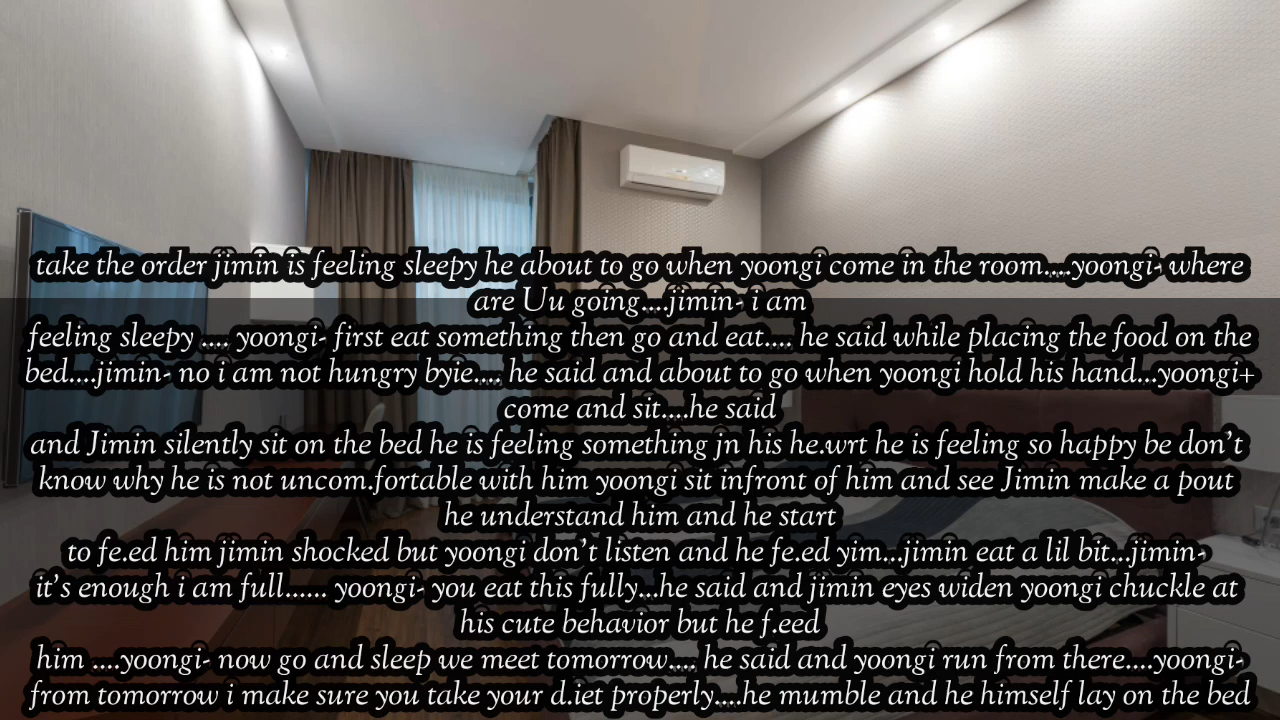 take the order jimin is feeling sleepy he about to go when yoongi come in the room....yoongi- where
are Uu going....jimin- i am
feeling sleepy .... yoongi- first eat something then go and eat.... he said while placing the food on the
bed....jimin- no i am not hungry byie.... he said and about to go when yoongi hold his hand...yoongi+
come and sit....he said
and Jimin silently sit on the bed he is feeling something jn his he.wrt he is feeling so happy be don't
know why he is not uncom.fortable with him yoongi sit infront of him and see Jimin make a pout
he understand him and he start
to fe.ed him jimin shocked but yoongi don't listen and he fe.ed yim...jimin eat a lil bit...jimin-
it's enough i am full...... yoongi- you eat this fully...he said and jimin eyes widen yoongi chuckle at
his cute behavior but he f.eed
him ....yoongi- now go and sleep we meet tomorrow.... he said and yoongi run from there....yoongi-
from tomorrow i make sure you take your d.iet properly....he mumble and he himself lay on the bed